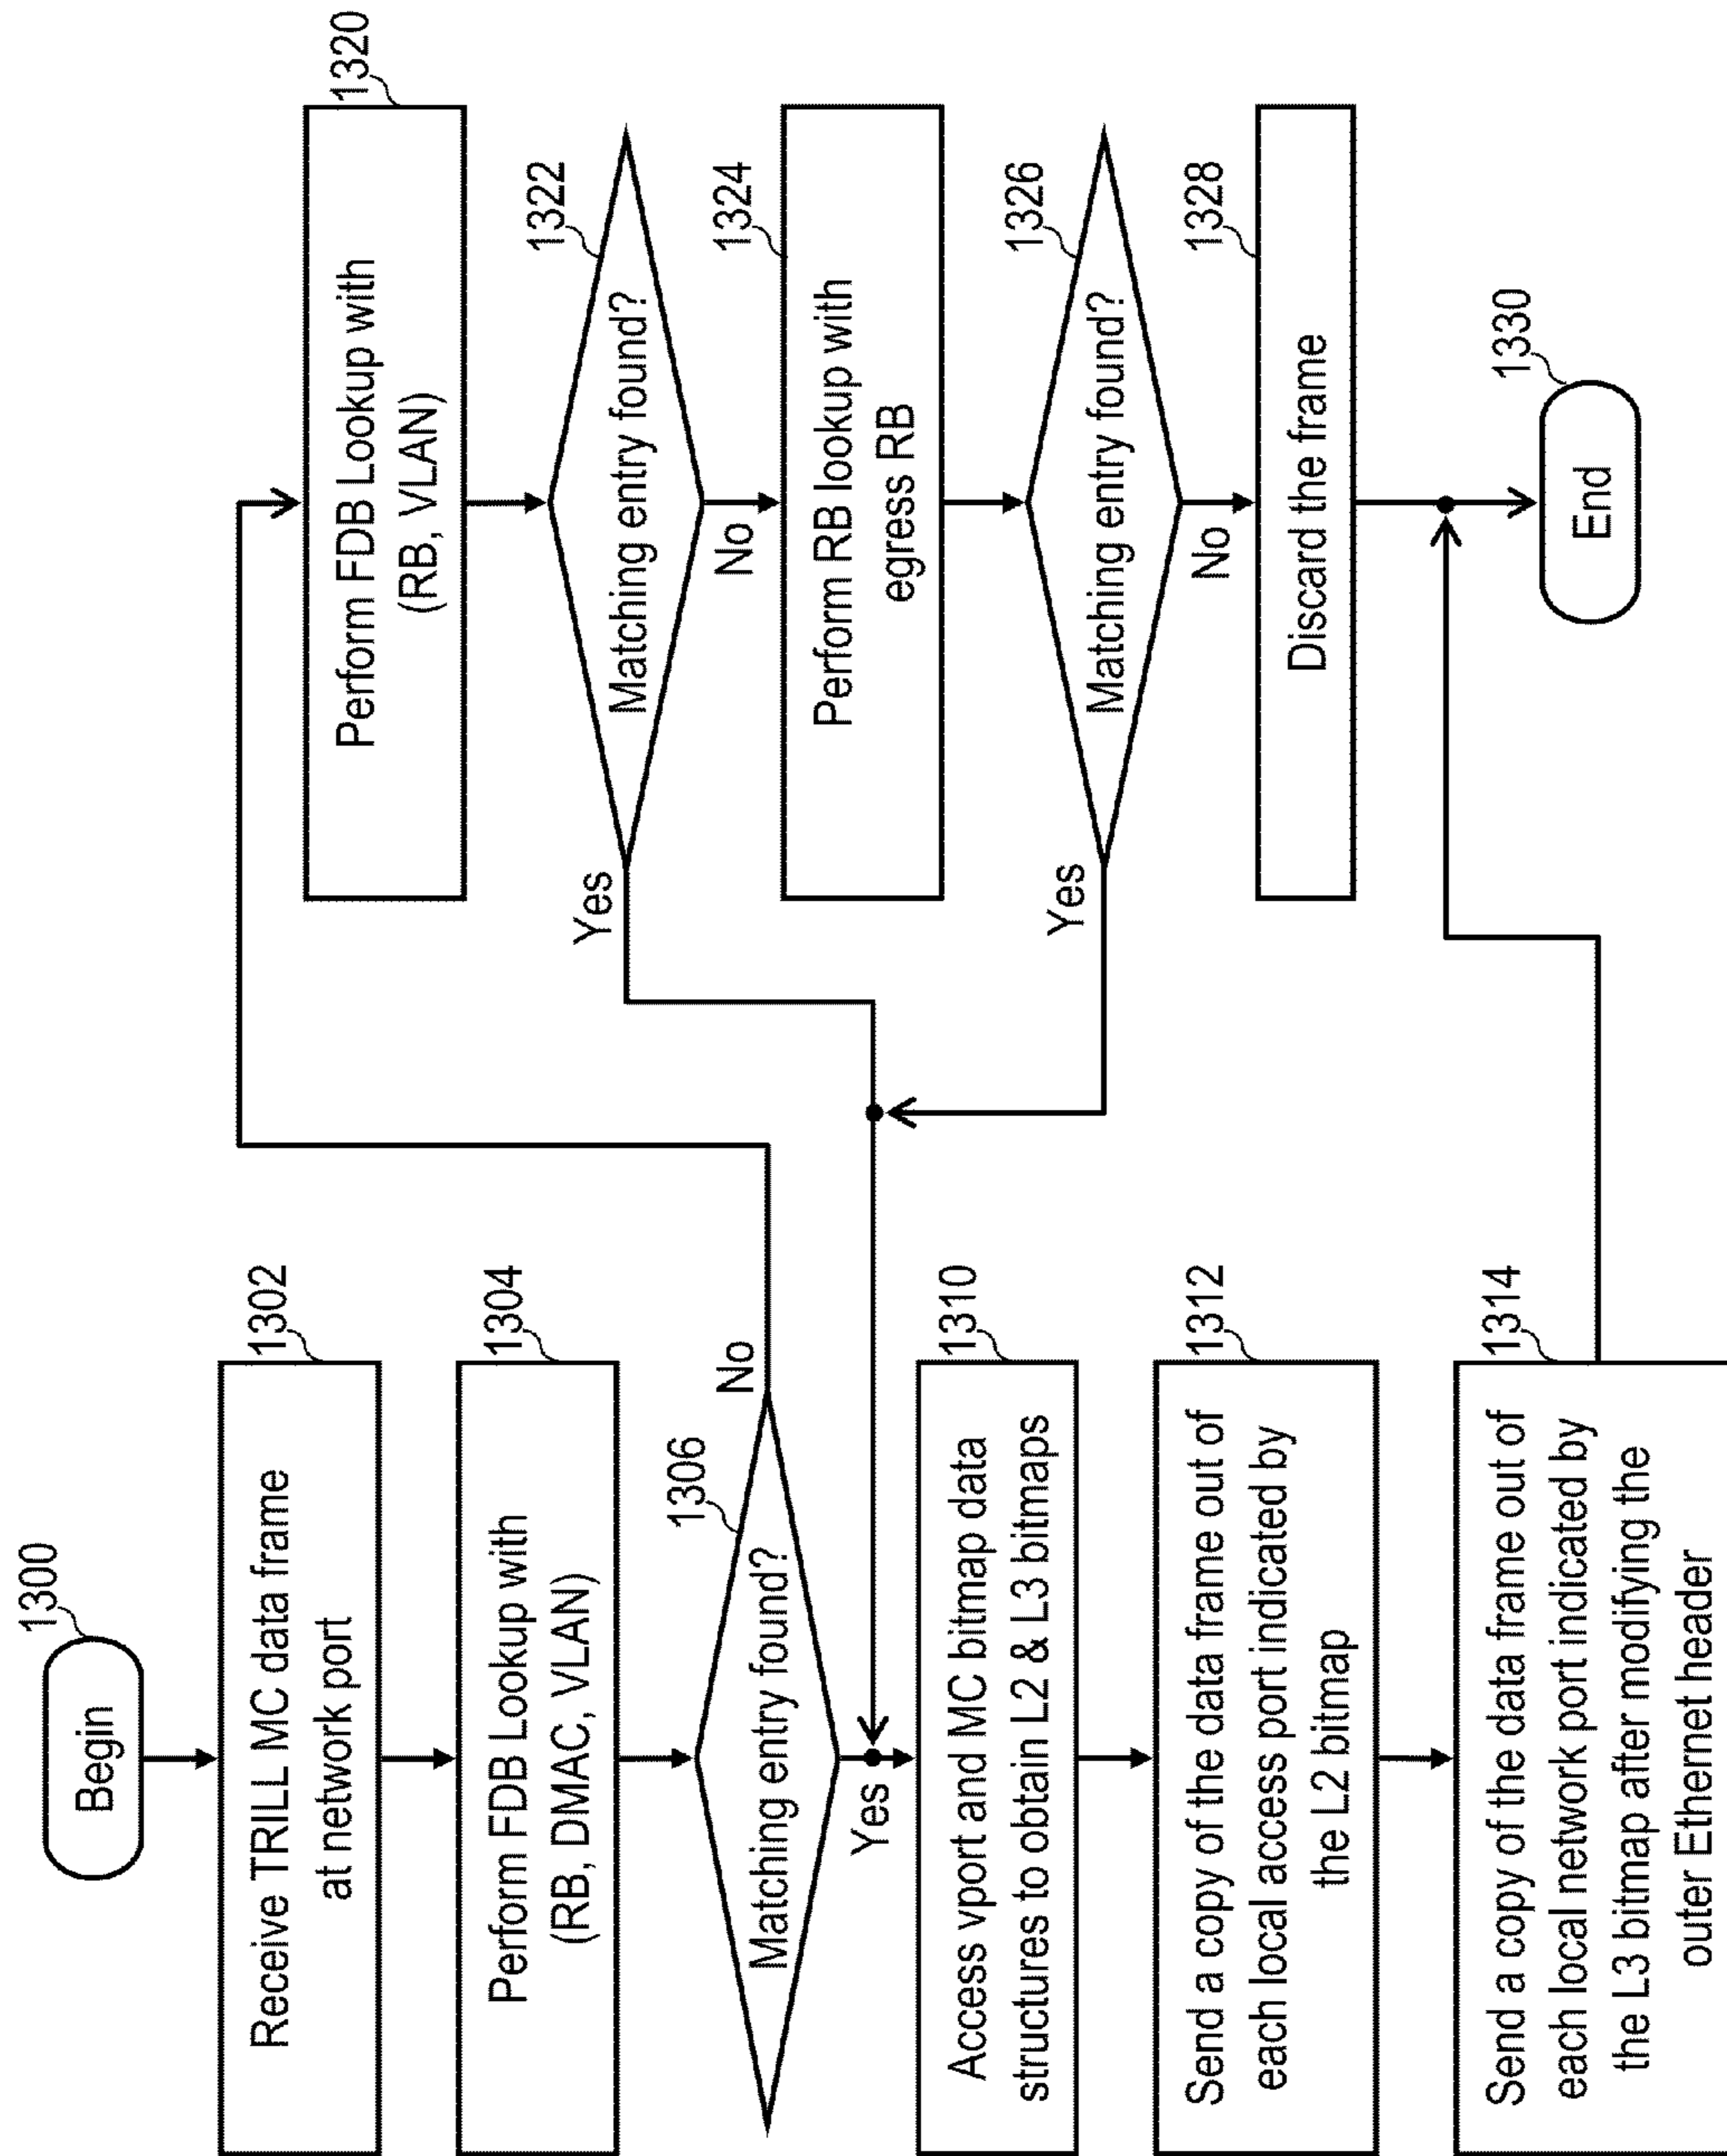 1300
Begin
1302
Receive TRILL MC data frame
at network port
1304
Perform FDB Lookup with
(RB, DMAC, VLAN)
1306
Matching entry found?
No
Yes
1310
Access vport and MC bitmap data
structures to obtain L2 & L3 bitmaps
1312
Send a copy of the data frame out of
each local access port indicated by
the L2 bitmap
1314
Send a copy of the data frame out of
each local network port indicated by
the L3 bitmap after modifying the
outer Ethernet header
1320
Perform FDB Lookup with
(RB, VLAN)
1322
Matching entry found?
Yes
No
1324
Perform RB lookup with
egress RB
1326
Matching entry found?
Yes
No
1328
Discard the frame
1330
End